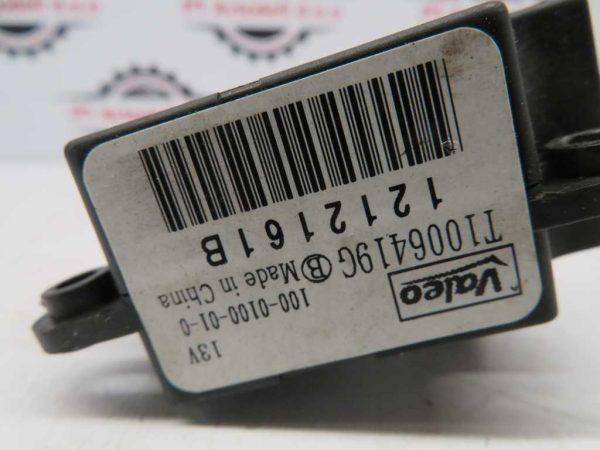 Valeo
13V
100-0100-01-0
T1006419G Ⓑ Made in China
1212161B